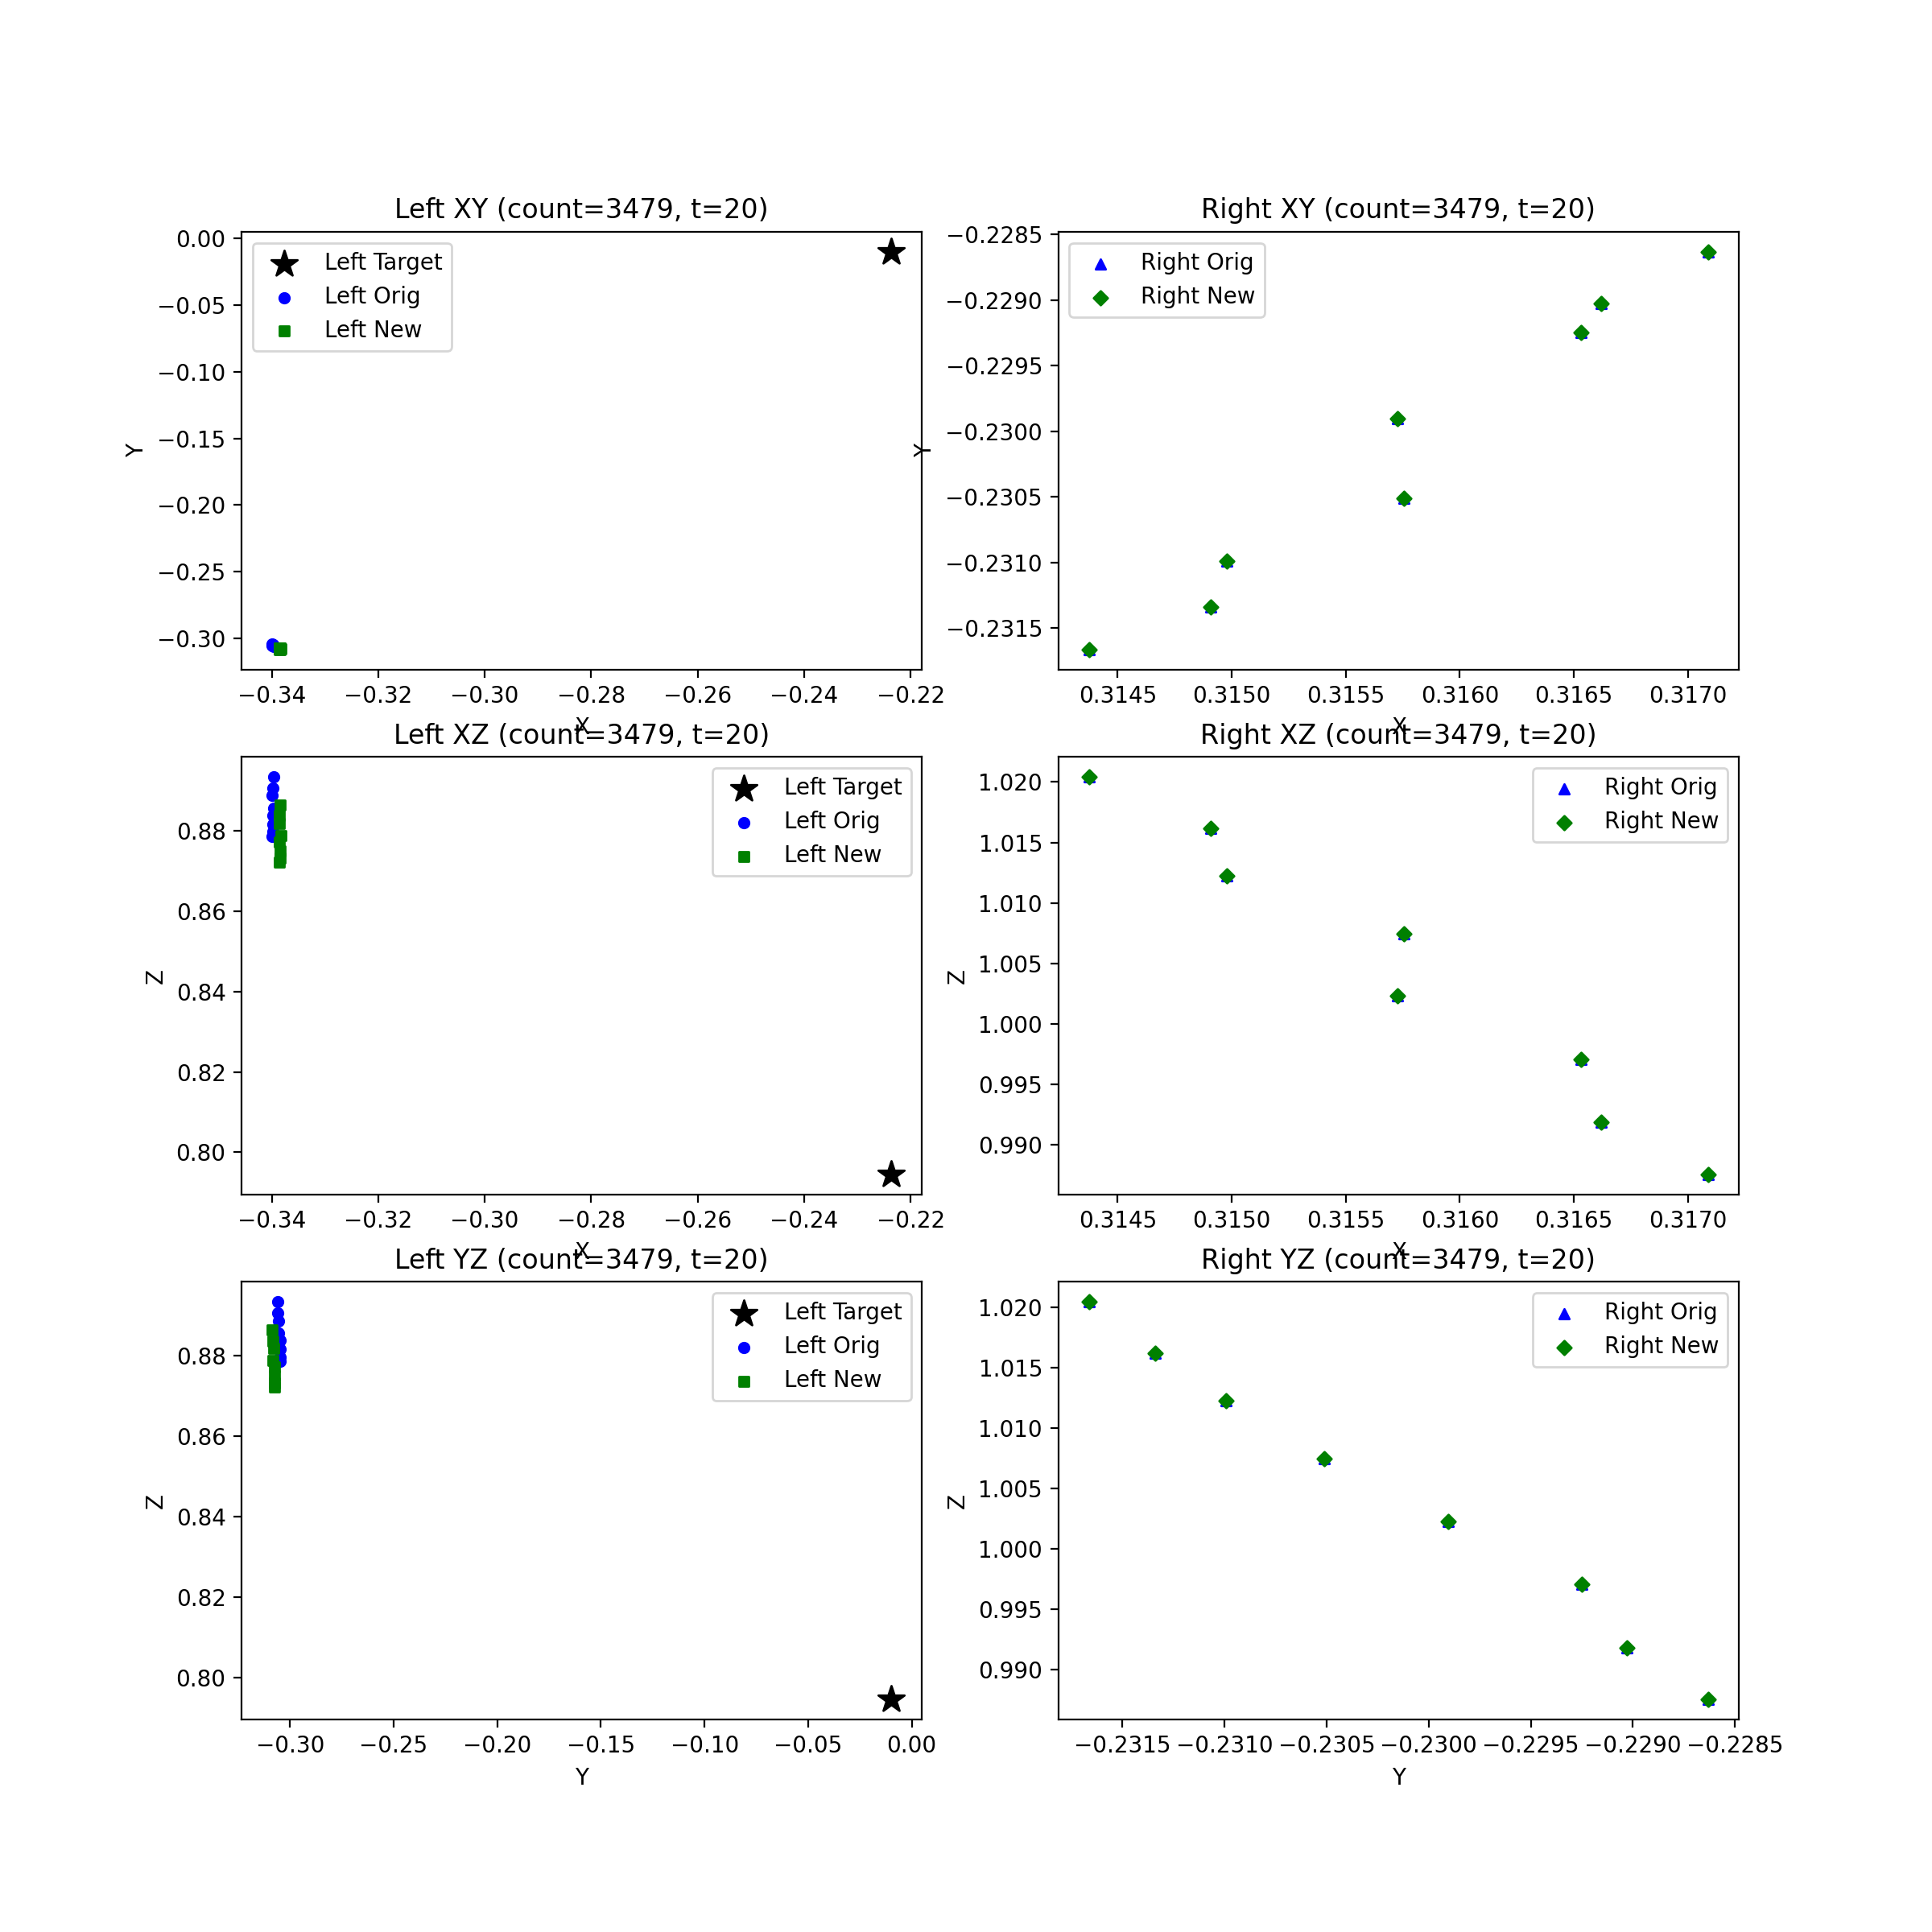 Left XY (count=3479, t=20)
0.00
−0.05
−0.10
−0.15
−0.20
−0.25
−0.30
Y
Left Target
Left Orig
Left New
−0.34 −0.32 −0.30 −0.28 −0.26 −0.24 −0.22
X
Right XY (count=3479, t=20)
−0.2285
−0.2290
−0.2295
−0.2300
−0.2305
−0.2310
−0.2315
Y
Right Orig
Right New
0.3145 0.3150 0.3155 0.3160 0.3165 0.3170
X
Left XZ (count=3479, t=20)
0.88
0.86
0.84
0.82
0.80
Z
Left Target
Left Orig
Left New
−0.34 −0.32 −0.30 −0.28 −0.26 −0.24 −0.22
X
Right XZ (count=3479, t=20)
1.020
1.015
1.010
1.005
1.000
0.995
0.990
Z
Right Orig
Right New
0.3145 0.3150 0.3155 0.3160 0.3165 0.3170
X
Left YZ (count=3479, t=20)
0.88
0.86
0.84
0.82
0.80
Z
Left Target
Left Orig
Left New
−0.30 −0.25 −0.20 −0.15 −0.10 −0.05 0.00
Y
Right YZ (count=3479, t=20)
1.020
1.015
1.010
1.005
1.000
0.995
0.990
Z
Right Orig
Right New
−0.2315 −0.2310 −0.2305 −0.2300 −0.2295 −0.2290 −0.2285
Y